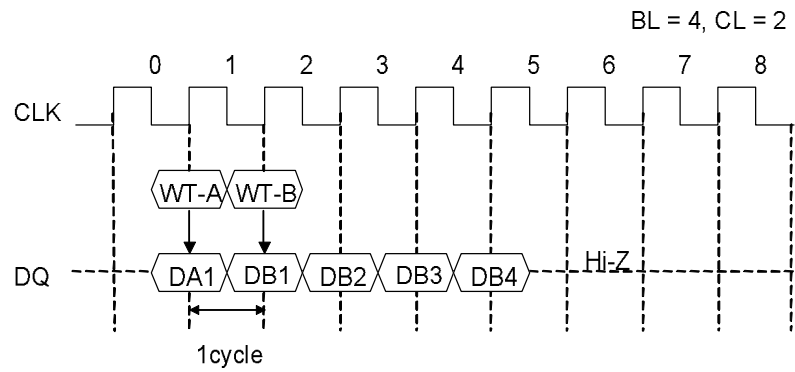 BL = 4, CL = 2
0 1 2 3 4 5 6 7 8
CLK
WT-A WT-B
DQ DA1 DB1 DB2 DB3 DB4 Hi-Z
1cycle